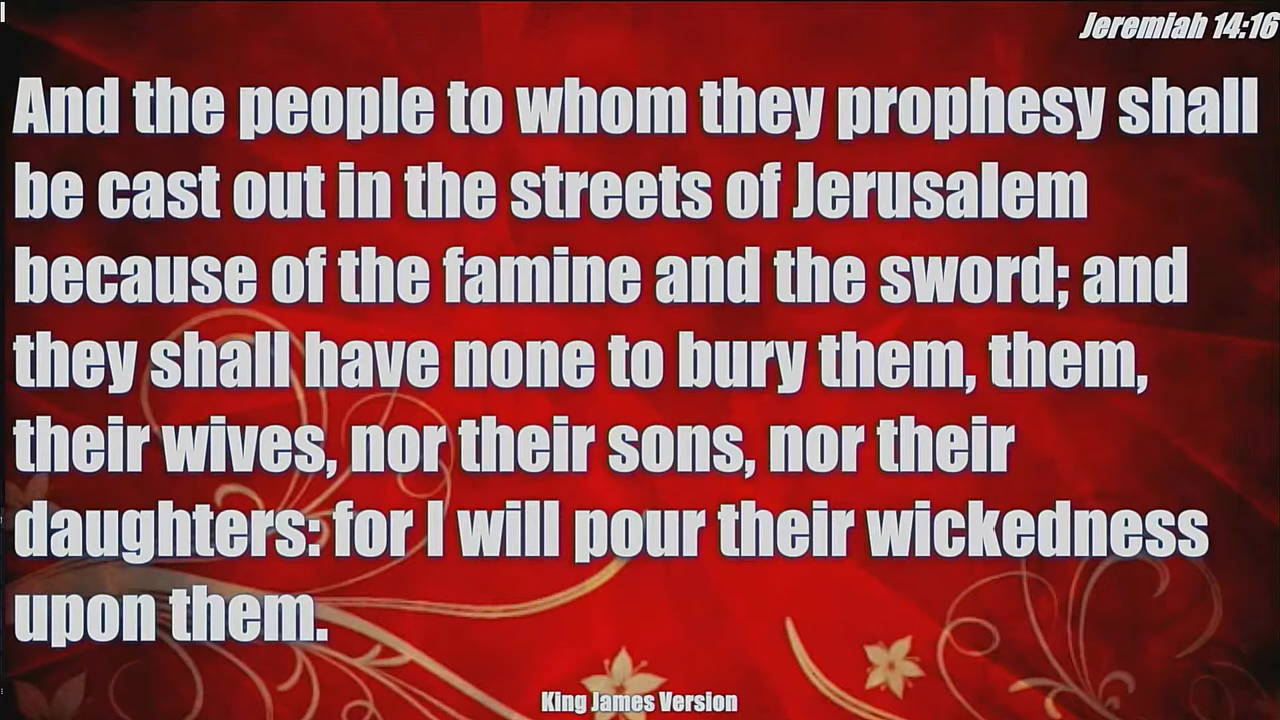 Jeremiah 14:16
And the people to whom they prophesy shall
be cast out in the streets of Jerusalem
because of the famine and the sword; and
they shall have none to bury them, them,
their wives, nor their sons, nor their
daughters: for I will pour their wickedness
upon them.
King James Version